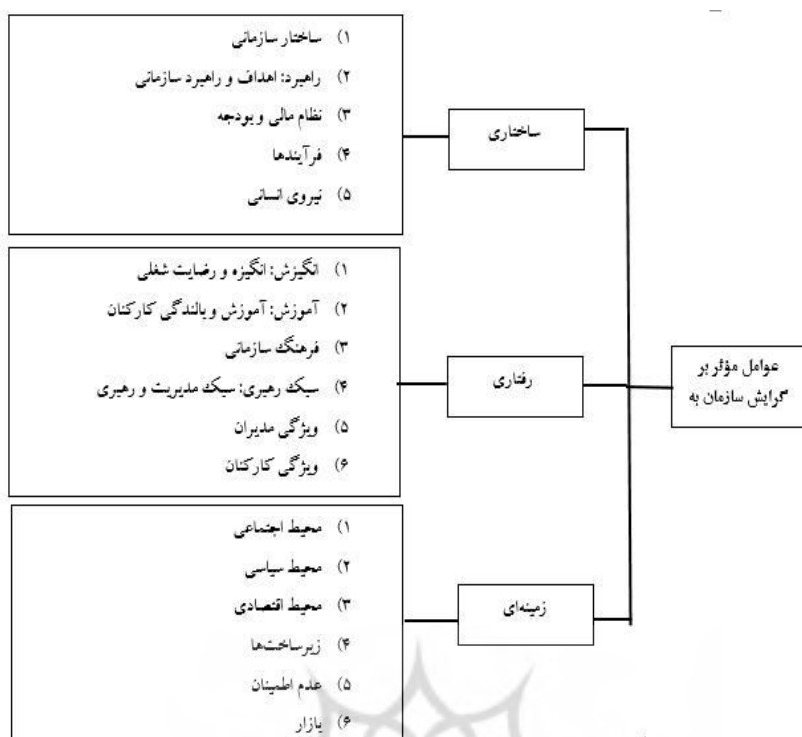 عوامل مؤثر بر
گرایش سازمان به
ساختاری
۱) ساختار سازمانی
۲) راهبرد: اهداف و راهبرد سازمانی
۳) نظام مالی و بودجه
۴) فرآیندها
۵) نیروی انسانی
رفتاری
۱) انگیزش: انگیزه و رضایت شغلی
۲) آموزش: آموزش و بالندگی کارکنان
۳) فرهنگ سازمانی
۴) سبک رهبری: سبک مدیریت و رهبری
۵) ویژگی مدیران
۶) ویژگی کارکنان
زمینه‌ای
۱) محیط اجتماعی
۲) محیط سیاسی
۳) محیط اقتصادی
۴) زیرساخت‌ها
۵) عدم اطمینان
۶) بازار